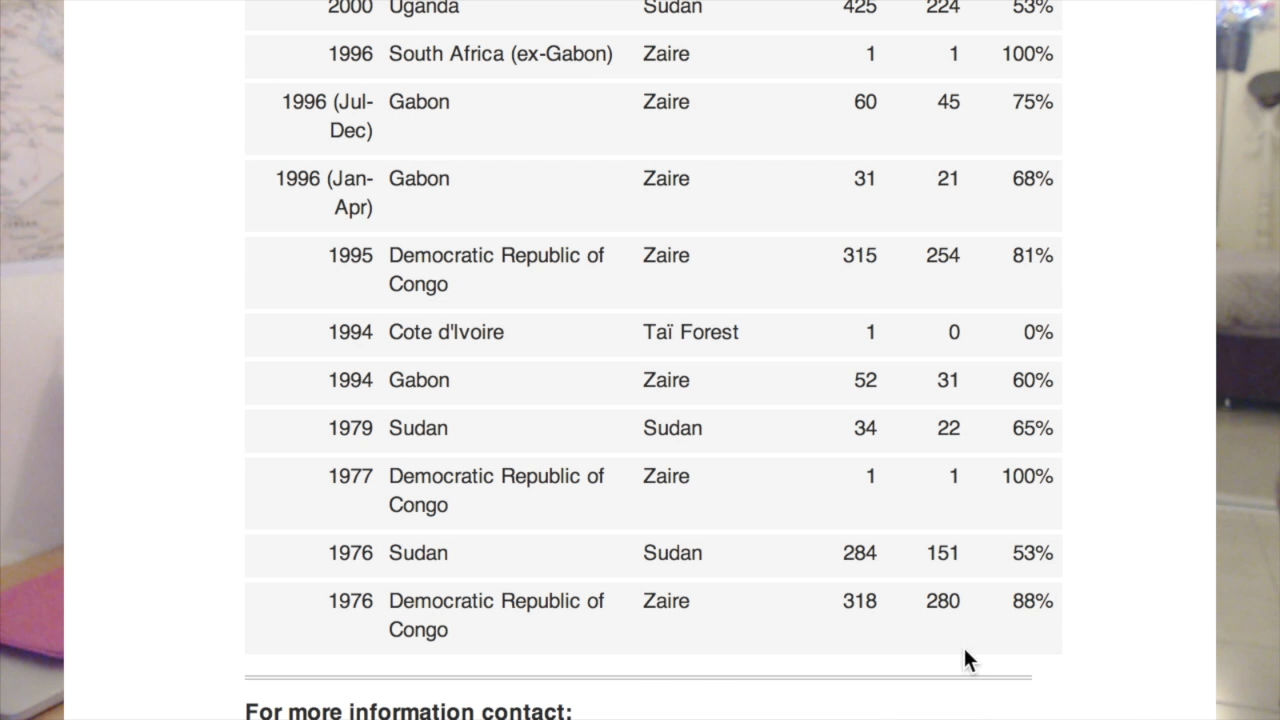 2000 Uganda Sudan 425 224 53%
1996 South Africa (ex-Gabon) Zaire 1 1 100%
1996 (Jul- Gabon Zaire 60 45 75%
Dec)
1996 (Jan- Gabon Zaire 31 21 68%
Apr)
1995 Democratic Republic of Zaire 315 254 81%
Congo
1994 Cote d'Ivoire Taï Forest 1 0 0%
1994 Gabon Zaire 52 31 60%
1979 Sudan Sudan 34 22 65%
1977 Democratic Republic of Zaire 1 1 100%
Congo
1976 Sudan Sudan 284 151 53%
1976 Democratic Republic of Zaire 318 280 88%
Congo
For more information contact: